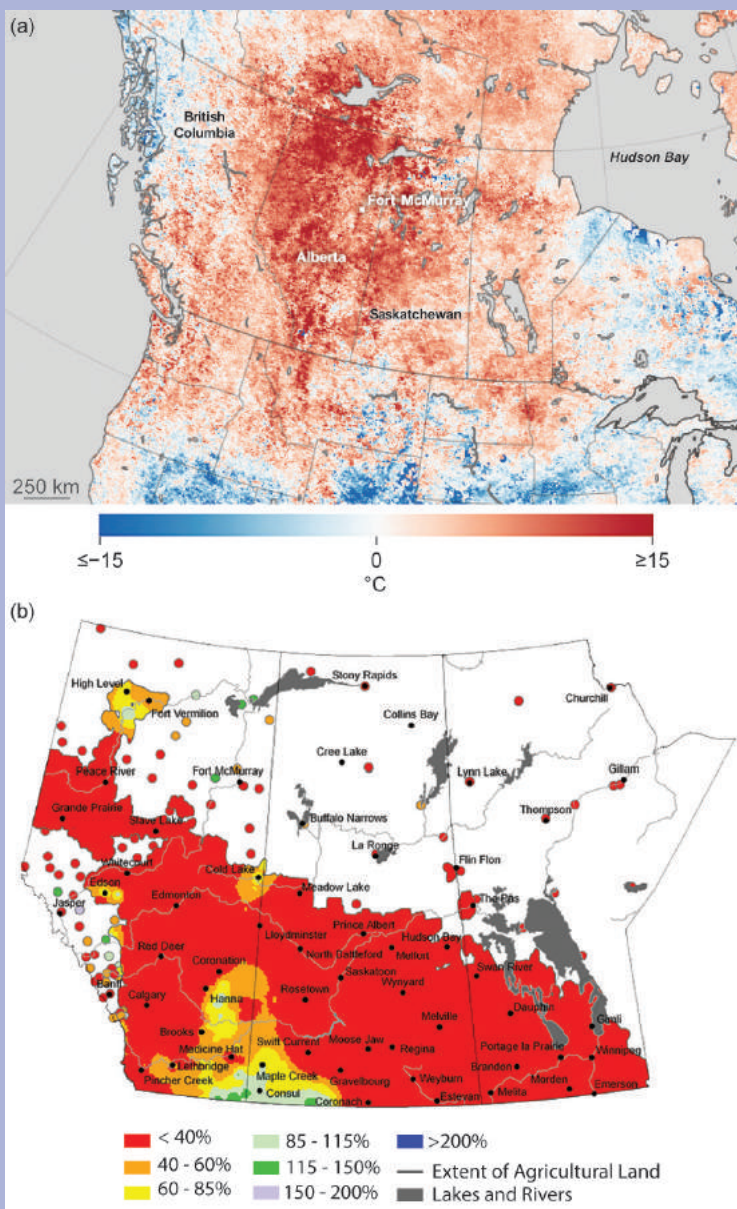 (a)
British
Columbia
Hudson Bay
Fort McMurray
Alberta
Saskatchewan
250 km
≤−15
0
≥15
°C
(b)
Stony Rapids
High Level
Churchill
Fort Vermilion
Collins Bay
Cree Lake
Peace River
Fort McMurray
Lynn Lake
Gillam
Grande Prairie
Slave Lake
Buffalo Narrows
Thompson
La Ronge
Whitecourt
Cold Lake
Flin Flon
Edson
Meadow Lake
Jasper
Edmonton
The Pas
Lloydminster
Prince Albert
Hudson Bay
Red Deer
North Battleford
Melfort
Coronation
Saskatoon
Swan River
Banff
Hanna
Rosetown
Wynyard
Calgary
Dauphin
Gimli
Brooks
Melville
Swift Current
Moose Jaw
Regina
Portage la Prairie
Winnipeg
Medicine Hat
Lethbridge
Maple Creek
Brandon
Pincher Creek
Gravelbourg
Weyburn
Morden
Consul
Coronach
Estevan
Melita
Emerson
< 40%
85 - 115%
>200%
40 - 60%
115 - 150%
Extent of Agricultural Land
60 - 85%
150 - 200%
Lakes and Rivers